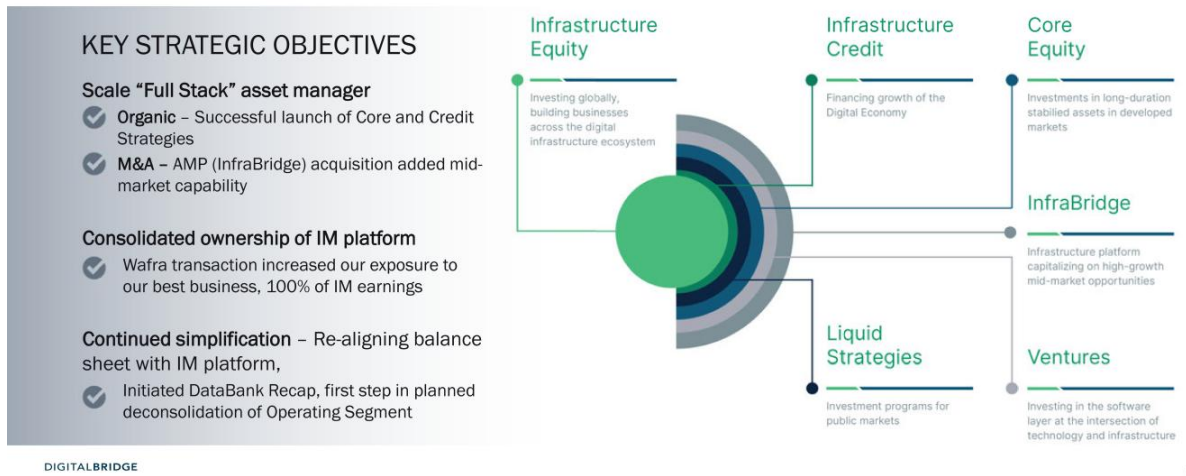 KEY STRATEGIC OBJECTIVES
Scale “Full Stack” asset manager
Organic – Successful launch of Core and Credit
Strategies
M&A – AMP (InfraBridge) acquisition added mid-
market capability
Consolidated ownership of IM platform
Wafra transaction increased our exposure to
our best business, 100% of IM earnings
Continued simplification – Re-aligning balance
sheet with IM platform,
Initiated DataBank Recap, first step in planned
deconsolidation of Operating Segment
Infrastructure
Equity
Investing globally,
building businesses
across the digital
infrastructure ecosystem
Infrastructure
Credit
Financing growth of the
Digital Economy
Core
Equity
Investments in long-duration
stabilied assets in developed
markets
InfraBridge
Infrastructure platform
capitalizing on high-growth
mid-market opportunities
Liquid
Strategies
Investment programs for
public markets
Ventures
Investing in the software
layer at the intersection of
technology and infrastructure
DIGITALBRIDGE